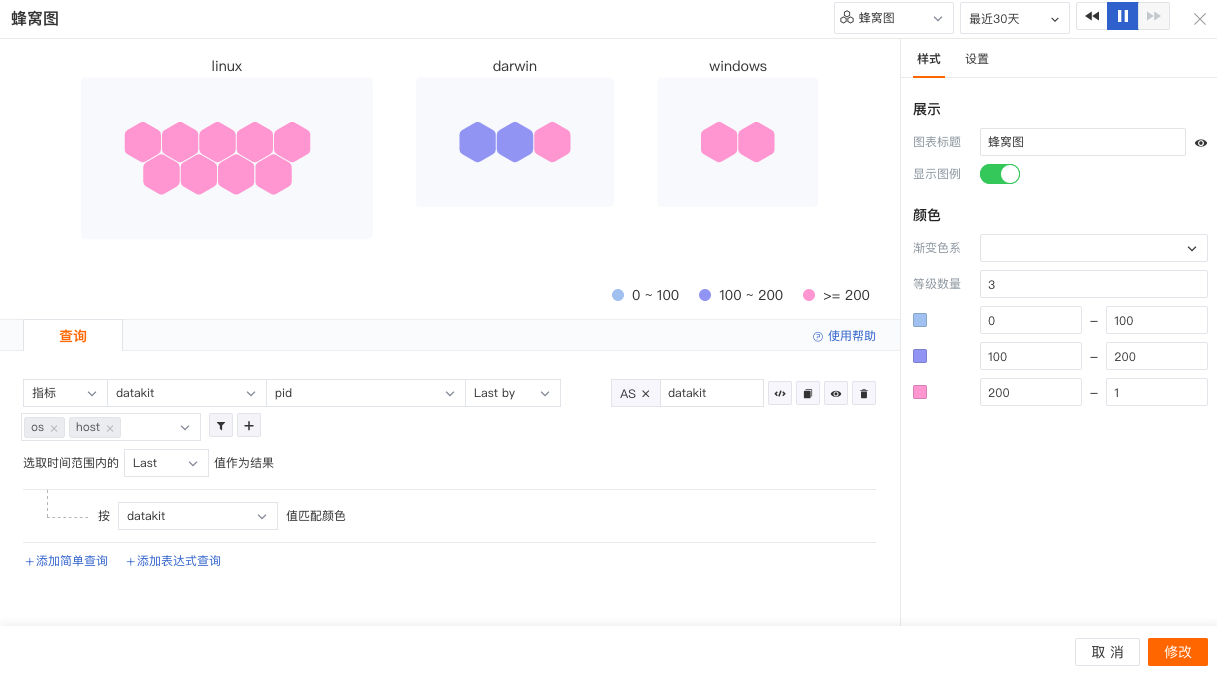 蜂窝图
蜂窝图
最近30天
linux
darwin
windows
0 ~ 100
100 ~ 200
>= 200
查询
使用帮助
指标
datakit
pid
Last by
AS ×
datakit
os ×
host ×
选取时间范围内的
Last
值作为结果
按
datakit
值匹配颜色
+添加简单查询
+添加表达式查询
样式
设置
展示
图表标题
蜂窝图
显示图例
颜色
渐变色系
等级数量
3
0 – 100
100 – 200
200 – 1
取 消
修改